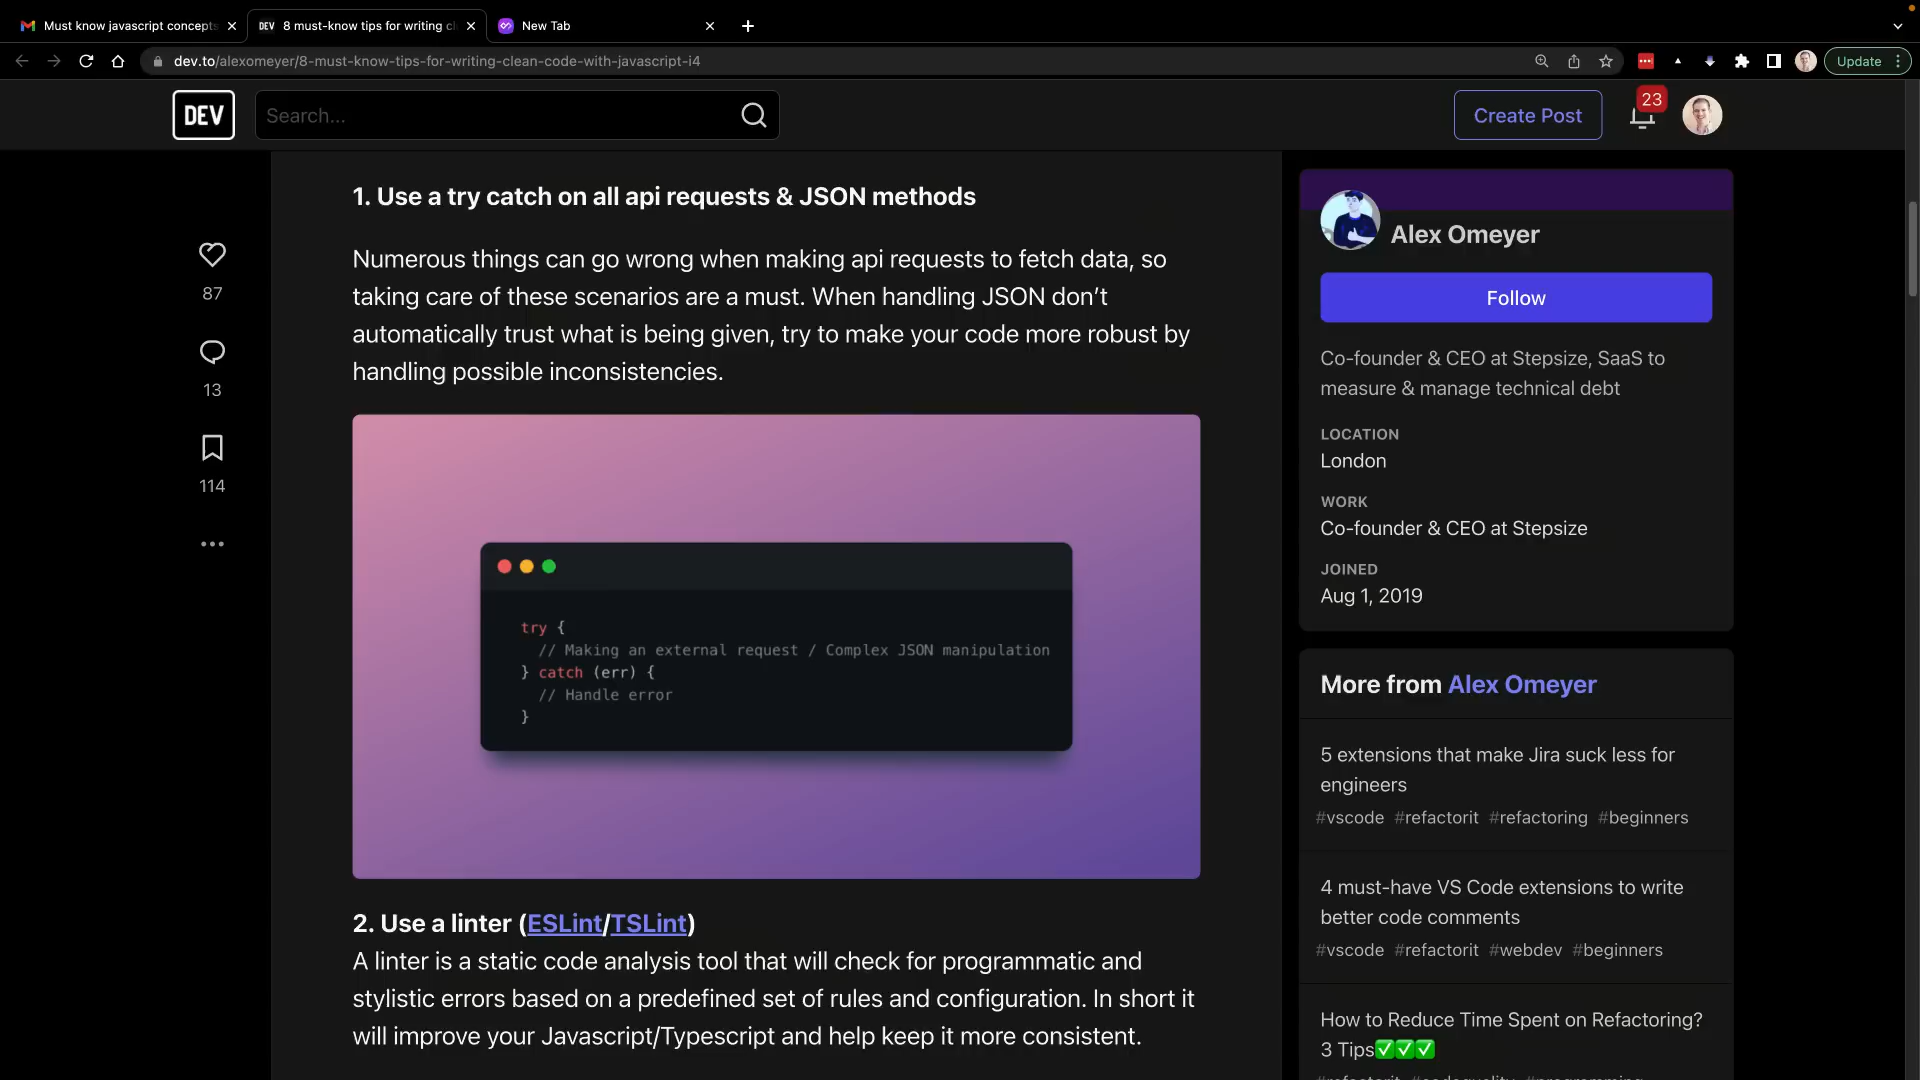 Must know javascript concepts
DEV 8 must-know tips for writing cl
New Tab
dev.to/alexomeyer/8-must-know-tips-for-writing-clean-code-with-javascript-i4
Update
DEV
Search...
Create Post
23
87
13
114
1. Use a try catch on all api requests & JSON methods
Numerous things can go wrong when making api requests to fetch data, so
taking care of these scenarios are a must. When handling JSON don’t
automatically trust what is being given, try to make your code more robust by
handling possible inconsistencies.
try {
// Making an external request / Complex JSON manipulation
} catch (err) {
// Handle error
}
2. Use a linter (ESLint/TSLint)
A linter is a static code analysis tool that will check for programmatic and
stylistic errors based on a predefined set of rules and configuration. In short it
will improve your Javascript/Typescript and help keep it more consistent.
Alex Omeyer
Follow
Co-founder & CEO at Stepsize, SaaS to
measure & manage technical debt
LOCATION
London
WORK
Co-founder & CEO at Stepsize
JOINED
Aug 1, 2019
More from Alex Omeyer
5 extensions that make Jira suck less for
engineers
#vscode #refactorit #refactoring #beginners
4 must-have VS Code extensions to write
better code comments
#vscode #refactorit #webdev #beginners
How to Reduce Time Spent on Refactoring?
3 Tips✅✅✅